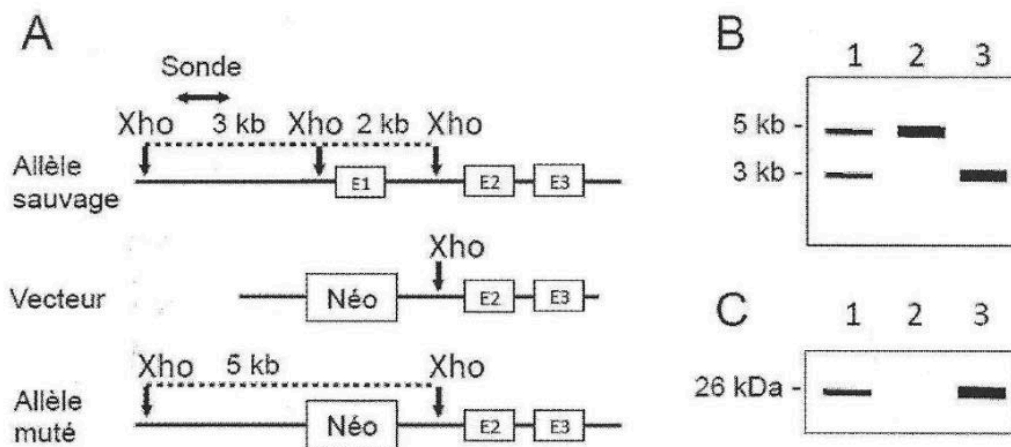 A
Sonde
Xho 3 kb Xho 2 kb Xho
Allèle sauvage
E1 E2 E3
Xho
Vecteur
Néo E2 E3
Xho 5 kb Xho
Allèle muté
Néo E2 E3
B
1 2 3
5 kb -
3 kb -
C
1 2 3
26 kDa -